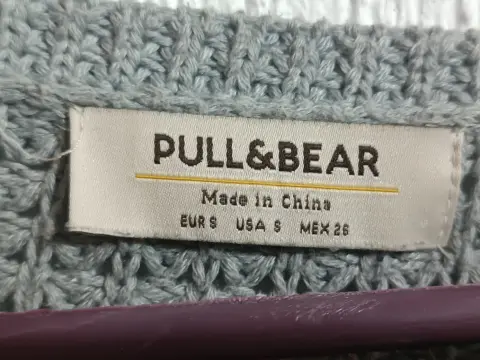 PULL&BEAR
Made in China
EUR S USA S MEX 26